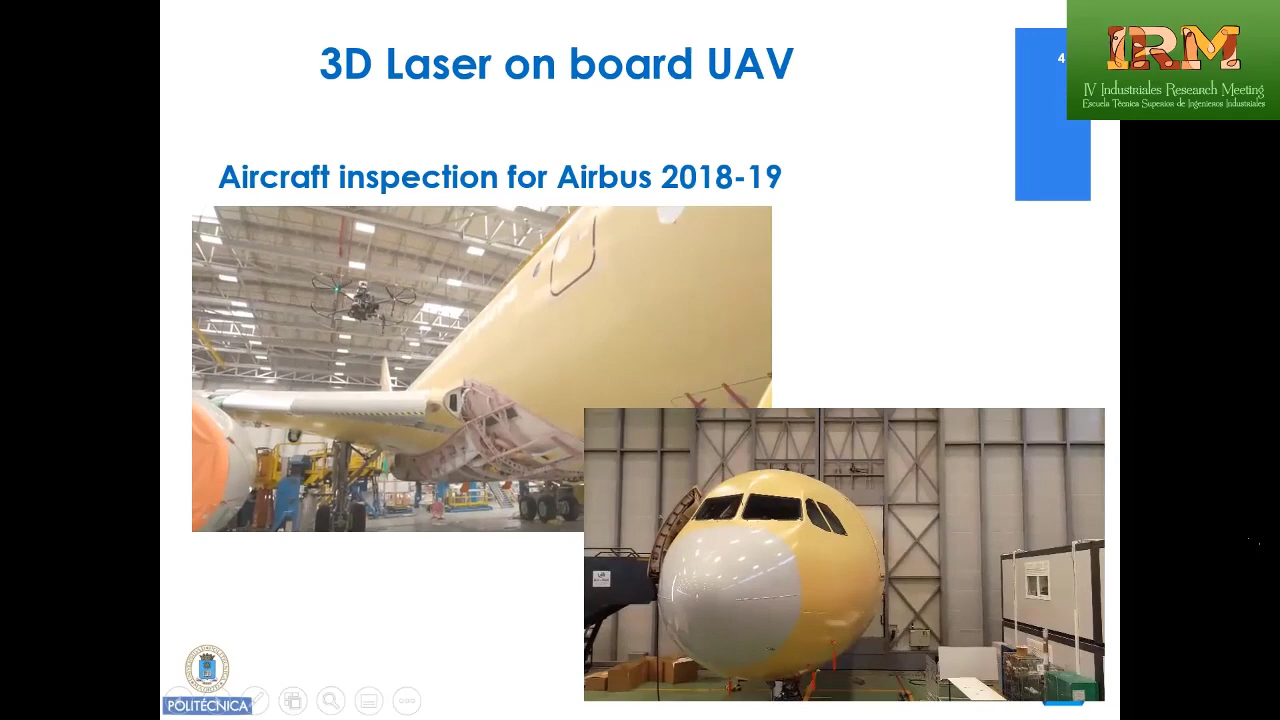 3D Laser on board UAV
4
IRM
IV Industriales Research Meeting
Escuela Técnica Superior de Ingenieros Industriales
Aircraft inspection for Airbus 2018-19
POLITÉCNICA